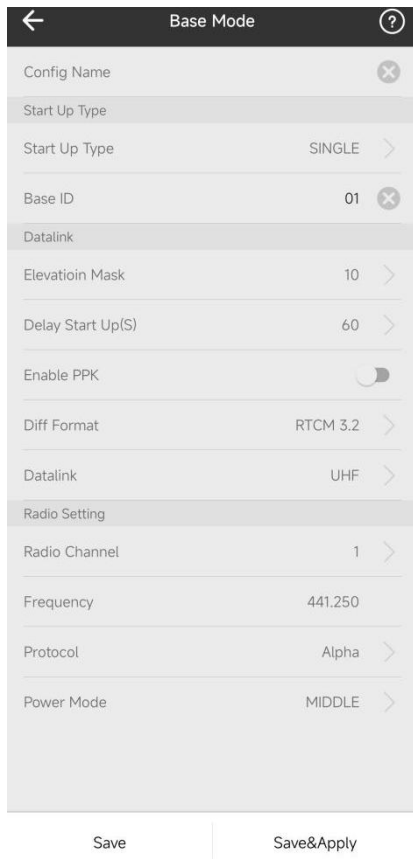 Base Mode
?
Config Name
Start Up Type
Start Up Type SINGLE
Base ID 01
Datalink
Elevatioin Mask 10
Delay Start Up(S) 60
Enable PPK
Diff Format RTCM 3.2
Datalink UHF
Radio Setting
Radio Channel 1
Frequency 441.250
Protocol Alpha
Power Mode MIDDLE
Save Save&Apply